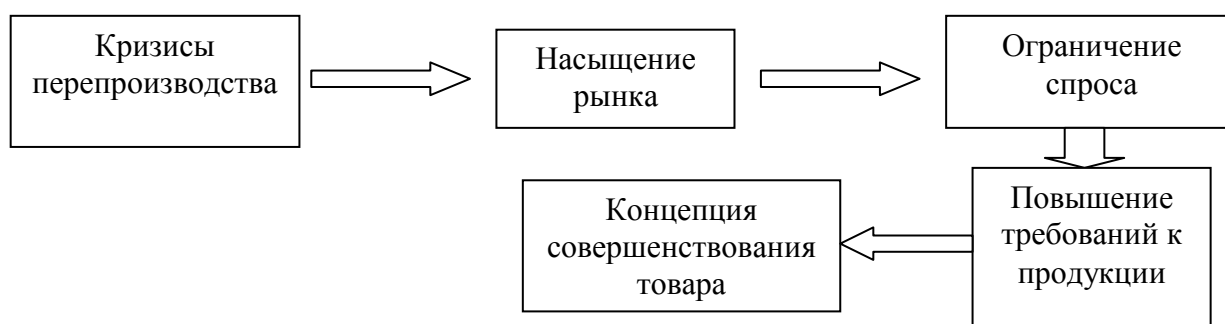 Кризисы
перепроизводства
Насыщение
рынка
Ограничение
спроса
Повышение
требований к
продукции
Концепция
совершенствования
товара